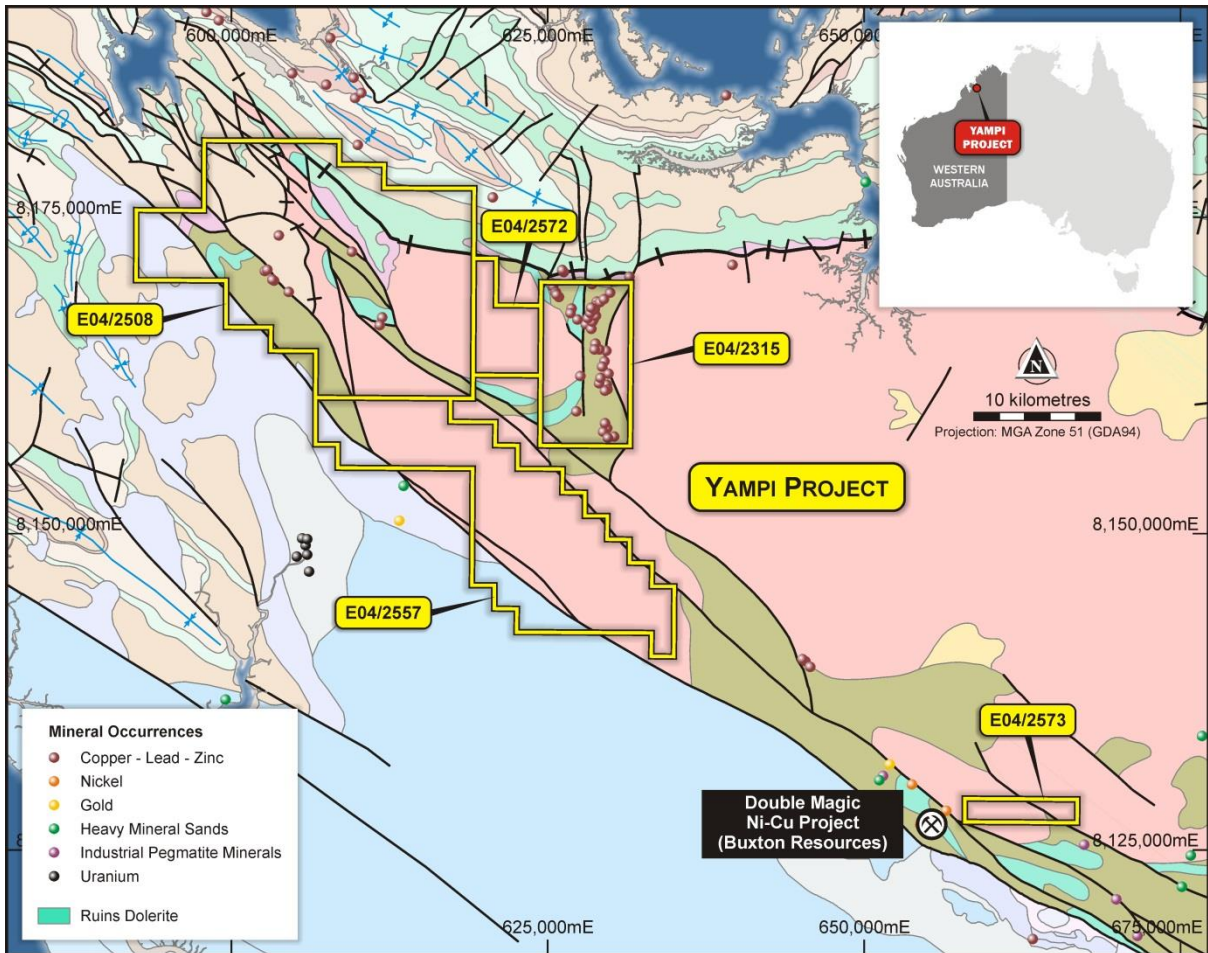 600,000mE
625,000mE
650,000mE
YAMPI
PROJECT
WESTERN
AUSTRALIA
8,175,000mE
E04/2572
E04/2508
E04/2315
N
10 kilometres
Projection: MGA Zone 51 (GDA94)
YAMPI PROJECT
8,150,000mE
8,150,000mE
E04/2557
E04/2573
Mineral Occurrences
Copper - Lead - Zinc
Nickel
Gold
Heavy Mineral Sands
Industrial Pegmatite Minerals
Uranium
Ruins Dolerite
Double Magic
Ni-Cu Project
(Buxton Resources)
8,125,000mE
625,000mE
650,000mE
675,000mE